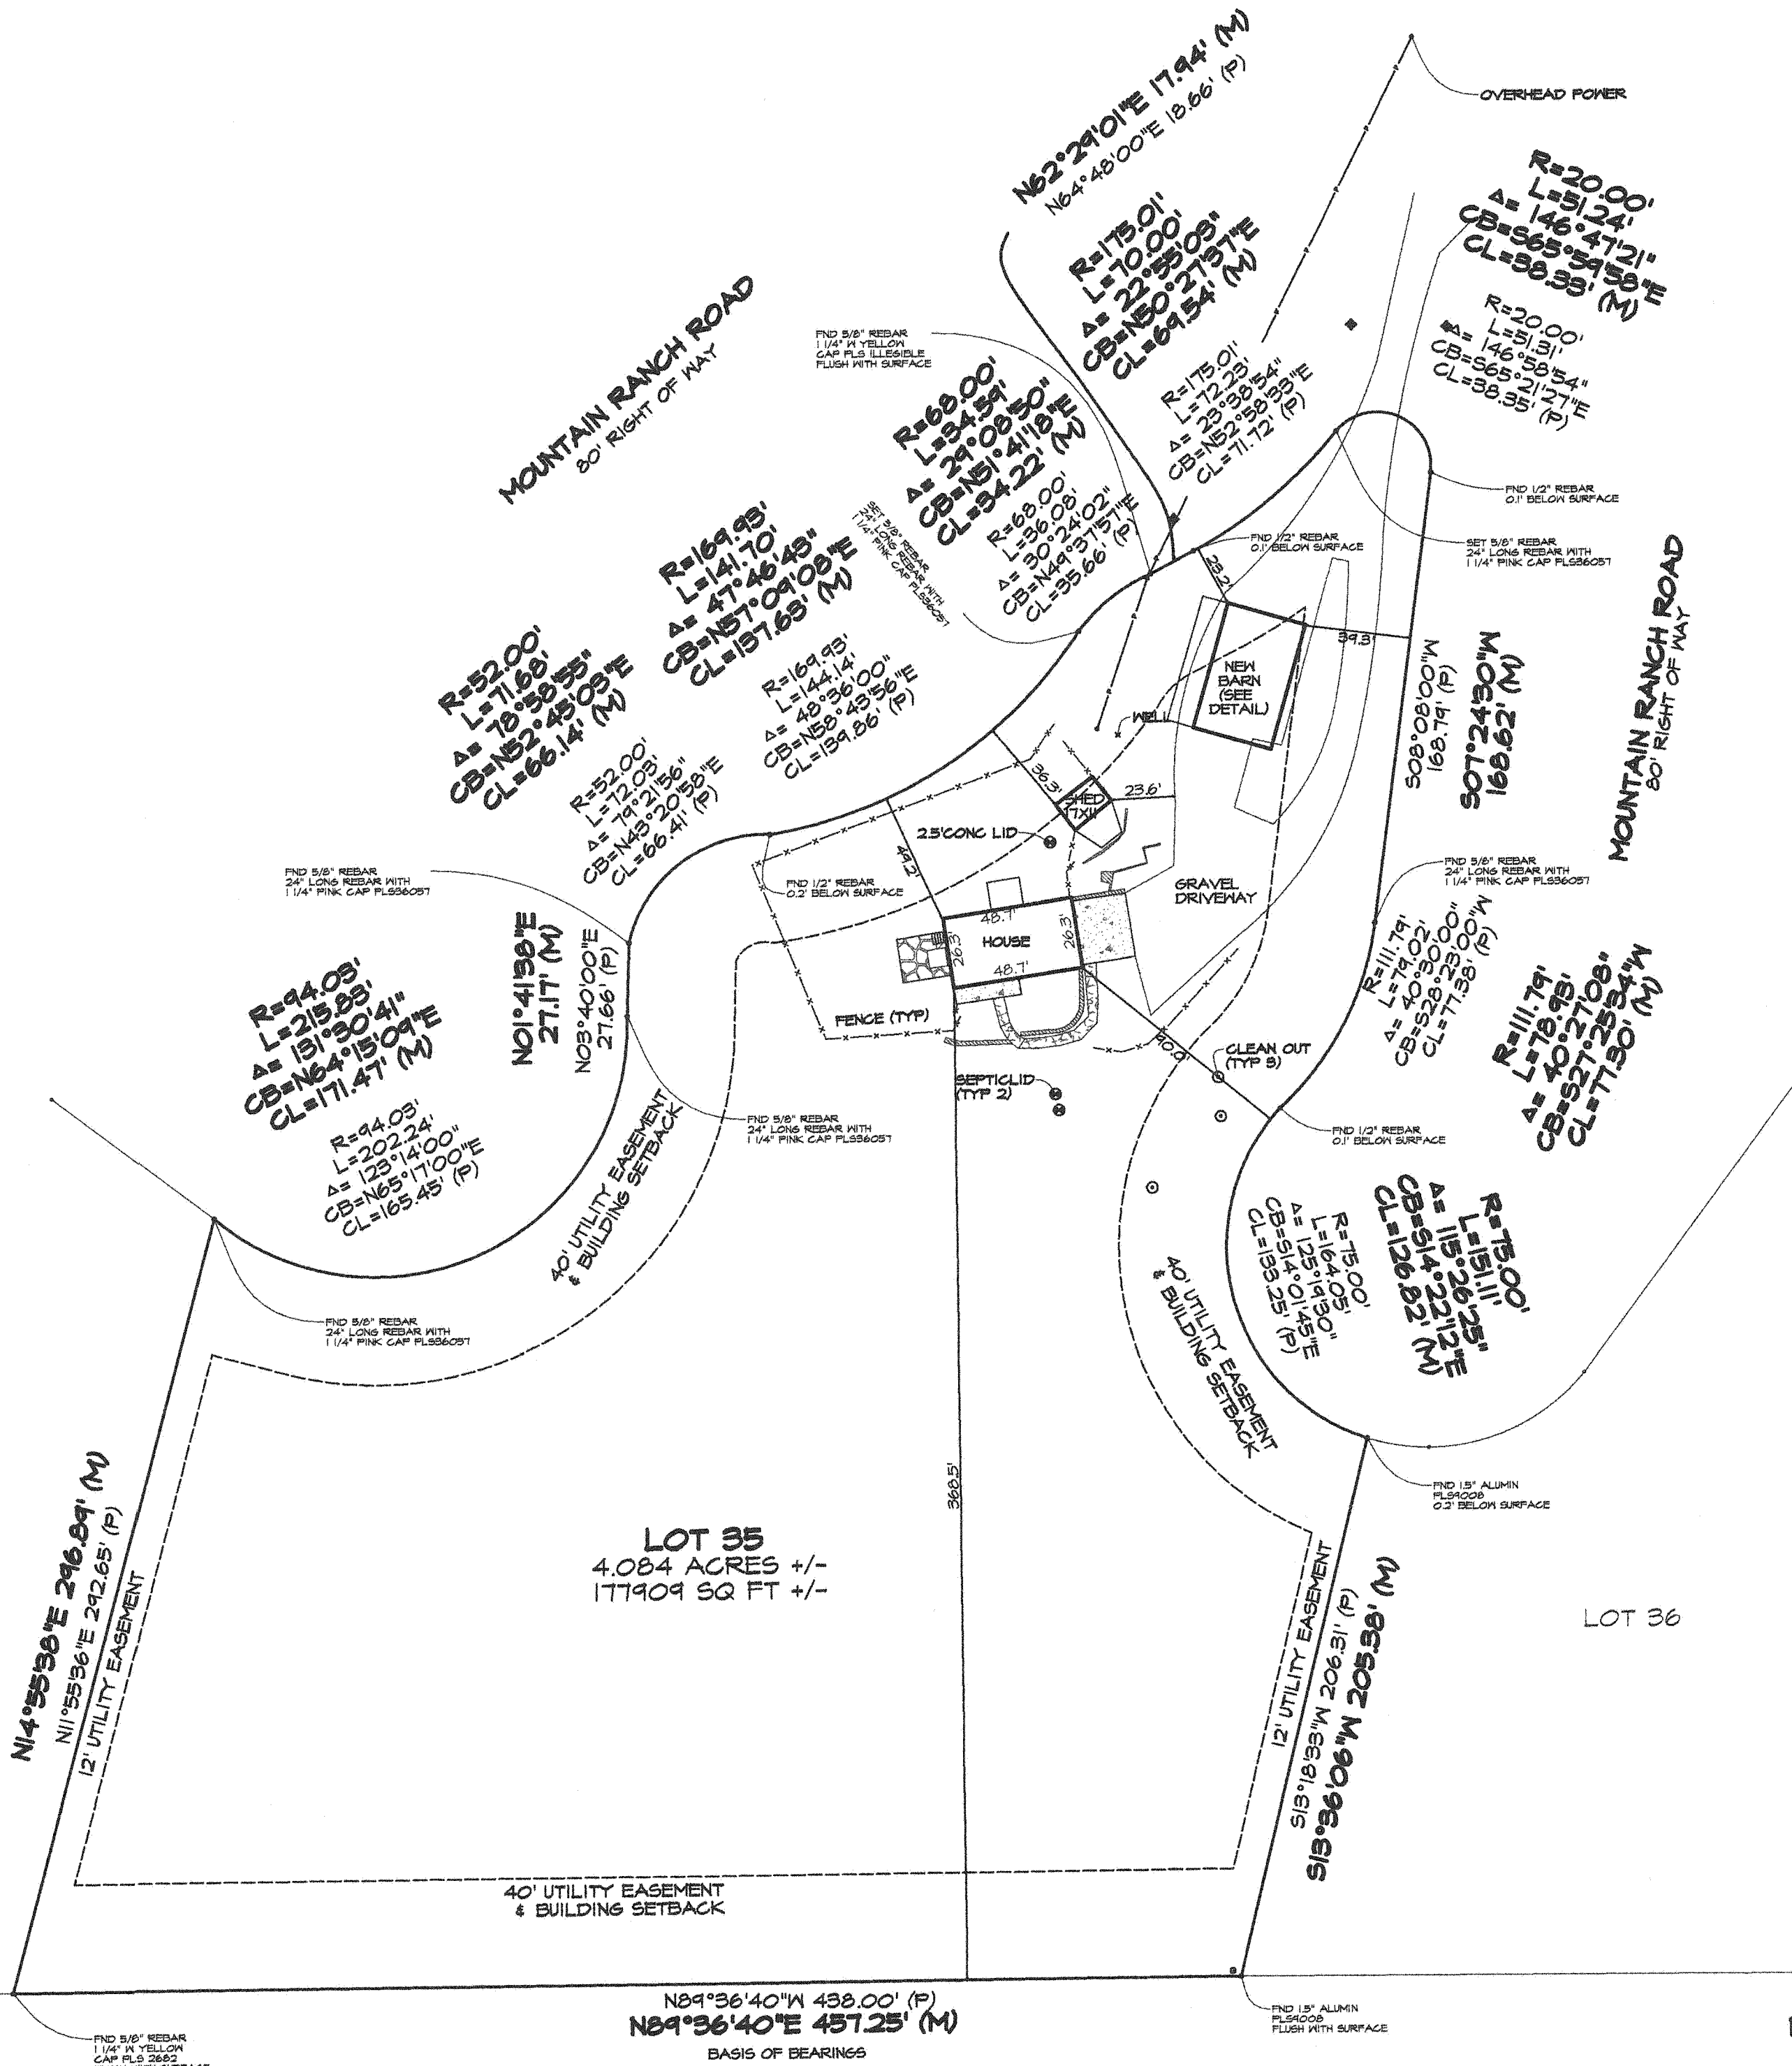 OVERHEAD POWER
N62°29'01"E 17.94' (M)
N64°48'00"E 18.66' (P)
R=20.00'
L=51.24'
Δ= 146°47'21"
CB=S65°59'58"E
CL=38.33' (M)
R=20.00'
L=51.31'
Δ= 146°58'54"
CB=S65°21'27"E
CL=38.35' (P)
R=175.01'
L=70.00'
Δ= 22°55'03"
CB=N50°27'37"E
CL=69.54' (M)
R=175.01'
L=72.23'
Δ= 23°38'54"
CB=N52°58'33"E
CL=71.72' (P)
MOUNTAIN RANCH ROAD
80' RIGHT OF WAY
FND 5/8" REBAR
1 1/4" W YELLOW
CAP PLS ILLEGIBLE
FLUSH WITH SURFACE
R=68.00'
L=34.59'
Δ= 29°08'50"
CB=N51°41'18"E
CL=34.22' (M)
R=68.00'
L=36.08'
Δ= 30°24'02"
CB=N49°37'57"E
CL=35.66' (P)
SET 5/8" REBAR
24" LONG REBAR WITH
1 1/4" PINK CAP PLS36057
R=169.93'
L=141.70'
Δ= 47°46'43"
CB=N57°09'08"E
CL=137.63' (M)
R=169.93'
L=144.14'
Δ= 48°36'00"
CB=N58°43'56"E
CL=139.86' (P)
R=52.00'
L=71.68'
Δ= 78°58'55"
CB=N52°45'03"E
CL=66.14' (M)
R=52.00'
L=72.03'
Δ= 79°21'56"
CB=N43°20'58"E
CL=66.41' (P)
FND 1/2" REBAR
0.1' BELOW SURFACE
FND 1/2" REBAR
0.1' BELOW SURFACE
SET 5/8" REBAR
24" LONG REBAR WITH
1 1/4" PINK CAP PLS36057
25.2'
39.3'
NEW
BARN
(SEE
DETAIL)
WELL
S08°08'00"W
168.79' (P)
S07°24'30"W
168.62' (M)
MOUNTAIN RANCH ROAD
80' RIGHT OF WAY
36.3'
SHED
17X11
23.6'
2.5'CONC LID
49.2'
FND 5/8" REBAR
24" LONG REBAR WITH
1 1/4" PINK CAP PLS36057
FND 1/2" REBAR
0.2' BELOW SURFACE
GRAVEL
DRIVEWAY
FND 5/8" REBAR
24" LONG REBAR WITH
1 1/4" PINK CAP PLS36057
48.7'
26.3'
HOUSE
26.3'
48.7'
FENCE (TYP)
N01°41'38"E
27.17' (M)
N03°40'00"E
27.66' (P)
R=111.79'
L=79.02'
Δ= 40°30'00"
CB=S28°23'00"W
CL=77.38' (P)
R=111.79'
L=78.93'
Δ= 40°27'08"
CB=S27°25'34"W
CL=77.30' (M)
R=94.03'
L=215.83'
Δ= 131°30'41"
CB=N64°15'09"E
CL=171.47' (M)
R=94.03'
L=202.24'
Δ= 123°14'00"
CB=N65°17'00"E
CL=165.45' (P)
90.0'
CLEAN OUT
(TYP 3)
SEPTICLID
(TYP 2)
FND 5/8" REBAR
24" LONG REBAR WITH
1 1/4" PINK CAP PLS36057
FND 1/2" REBAR
0.1' BELOW SURFACE
40' UTILITY EASEMENT
& BUILDING SETBACK
R=75.00'
L=164.05'
Δ= 125°19'30"
CB=S14°01'45"E
CL=133.25' (P)
R=75.00'
L=151.11'
Δ= 115°26'25"
CB=S14°22'12"E
CL=126.82' (M)
40' UTILITY EASEMENT
& BUILDING SETBACK
FND 5/8" REBAR
24" LONG REBAR WITH
1 1/4" PINK CAP PLS36057
FND 1.5" ALUMIN
PLS9008
0.2' BELOW SURFACE
368.5'
LOT 35
4.084 ACRES +/-
177909 SQ FT +/-
LOT 36
N14°55'38"E 296.89' (M)
N11°55'36"E 292.65' (P)
12' UTILITY EASEMENT
12' UTILITY EASEMENT
S13°18'33"W 206.31' (P)
S13°36'06"W 205.38' (M)
40' UTILITY EASEMENT
& BUILDING SETBACK
N89°36'40"W 438.00' (P)
N89°36'40"E 457.25' (M)
BASIS OF BEARINGS
FND 1.5" ALUMIN
PLS9008
FLUSH WITH SURFACE
FND 5/8" REBAR
1 1/4" W YELLOW
CAP PLS 2682